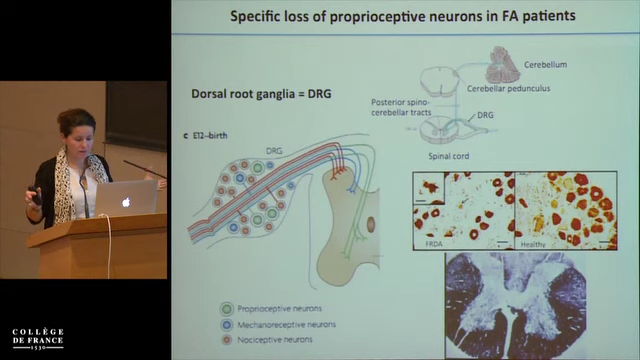 Specific loss of proprioceptive neurons in FA patients
Dorsal root ganglia = DRG
Cerebellum
Cerebellar pedunculus
Posterior spino-
cerebellar tracts
DRG
Spinal cord
c E12–birth
DRG
FRDA
Healthy
Proprioceptive neurons
Mechanoreceptive neurons
Nociceptive neurons
COLLÈGE
DE FRANCE
1530